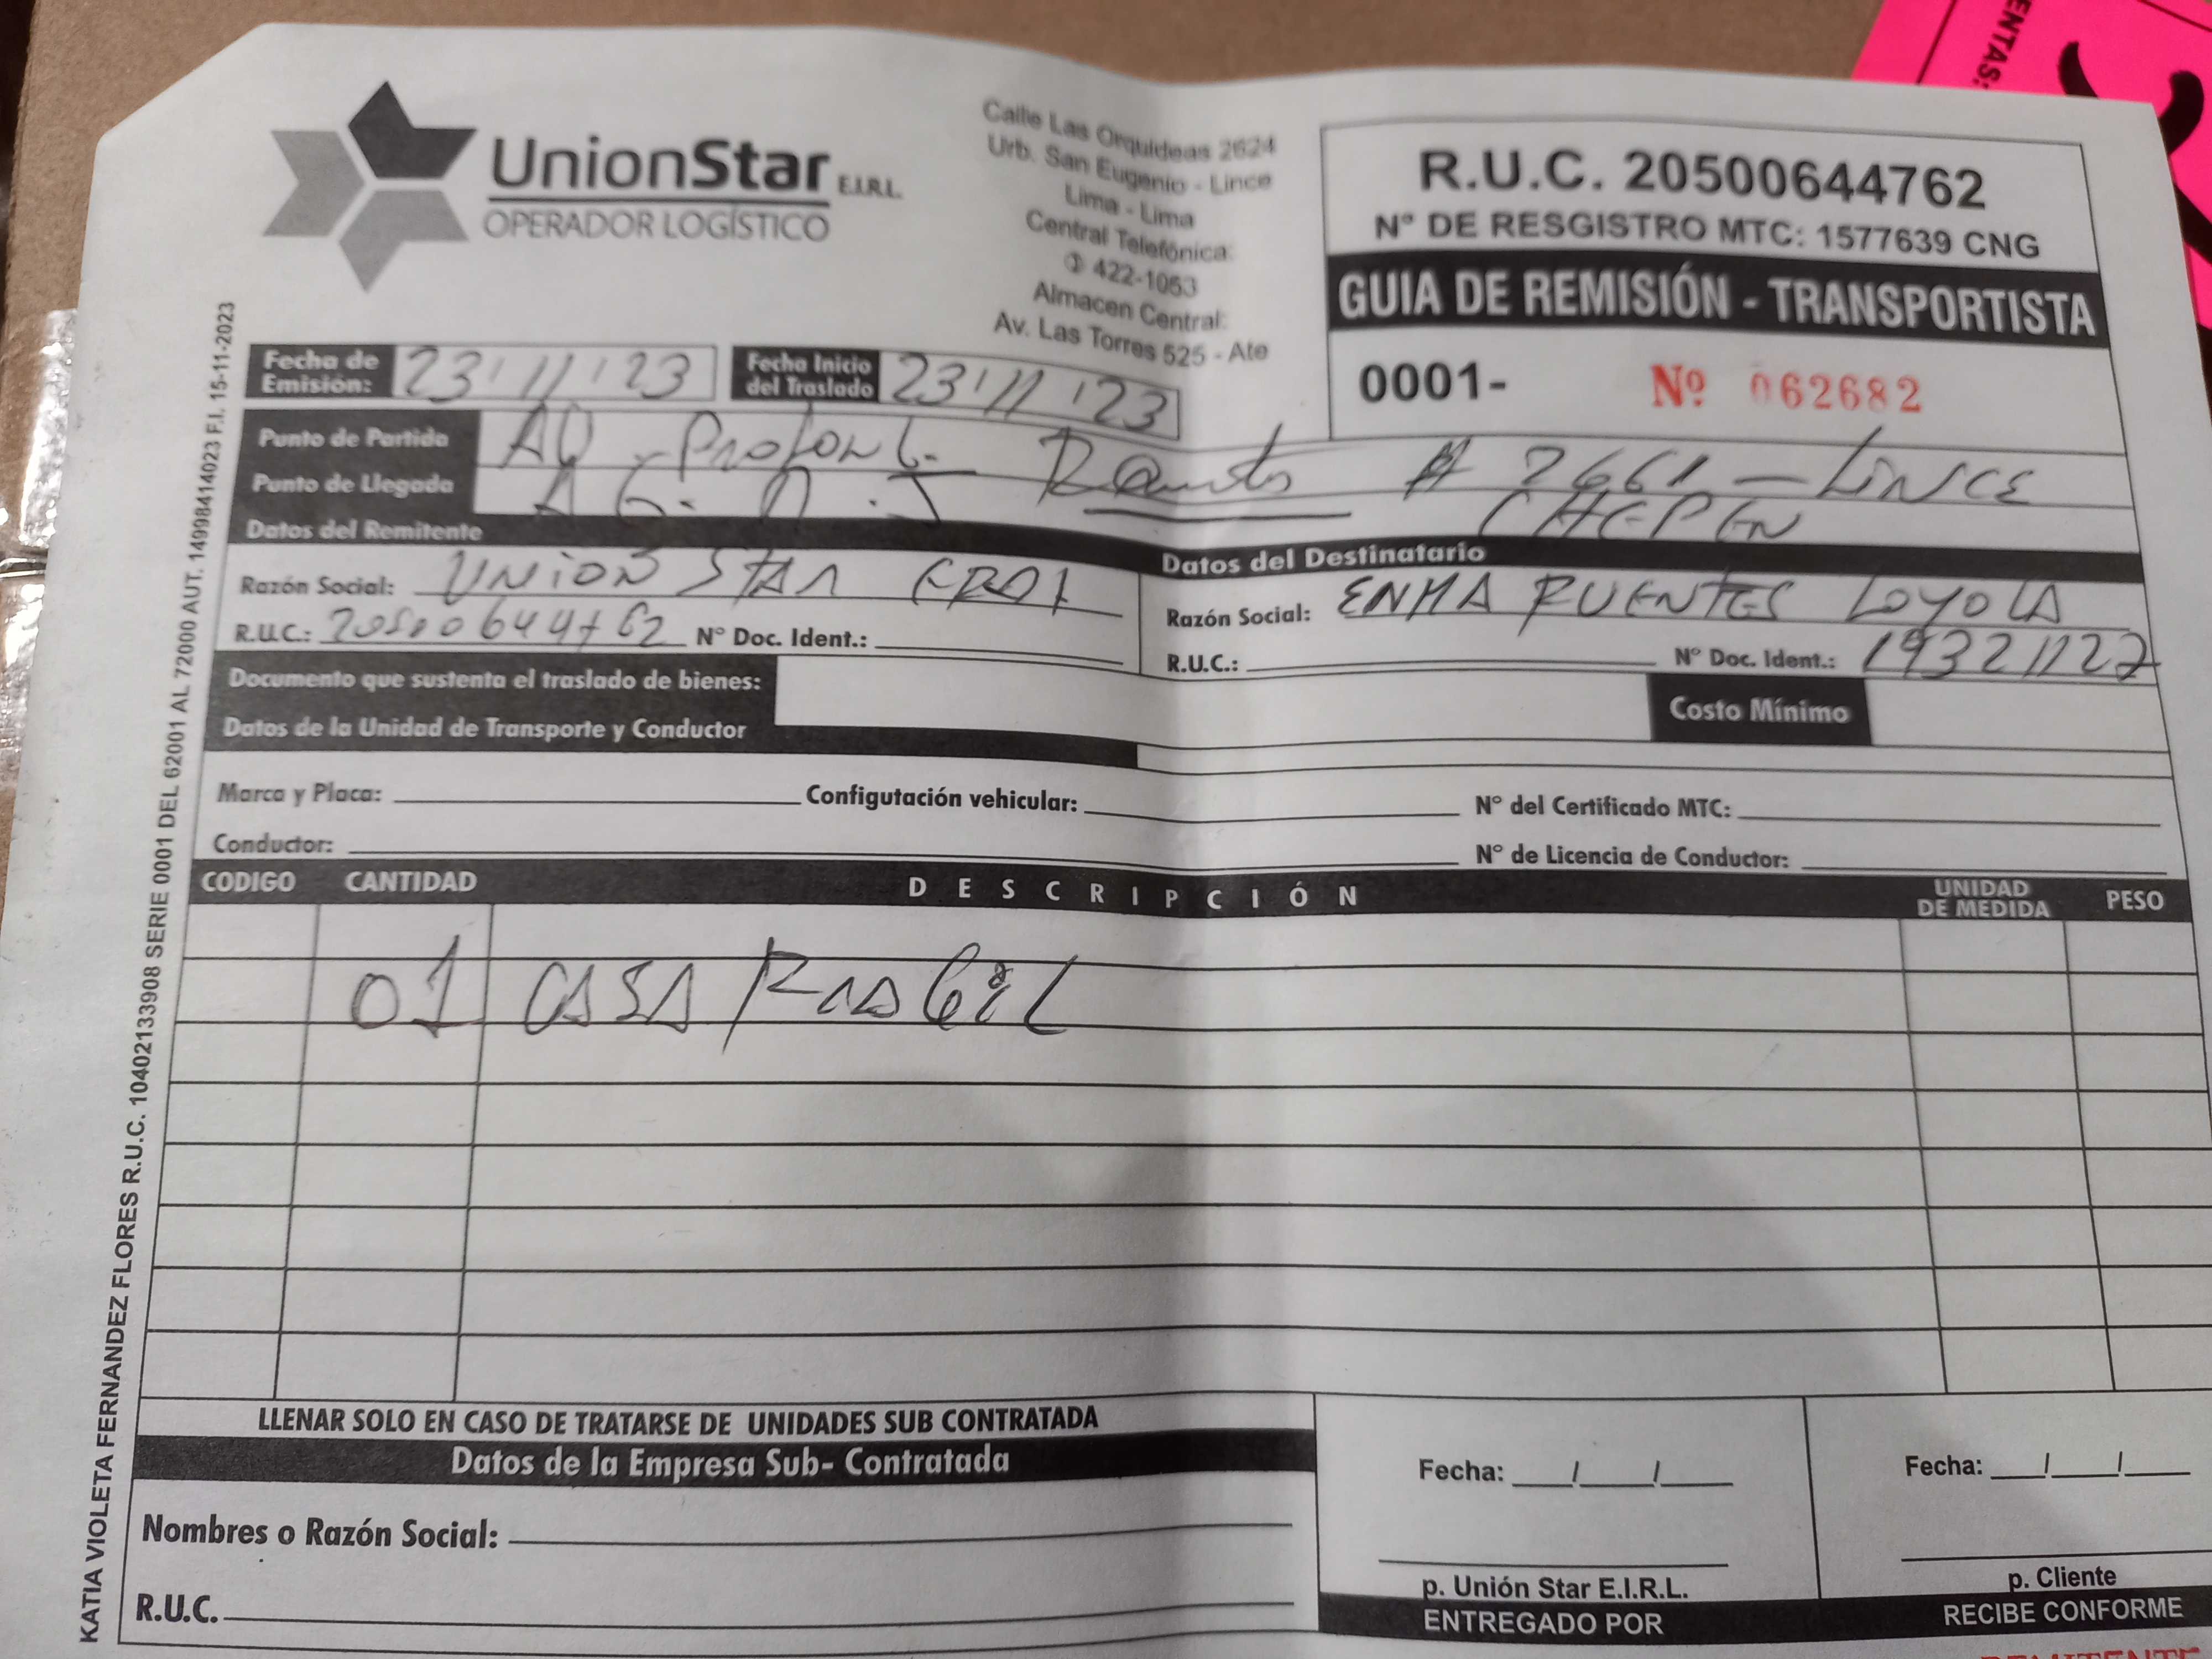 UnionStar E.I.R.L.
OPERADOR LOGÍSTICO
Calle Las Orquideas 2624
Urb. San Eugenio - Lince
Lima - Lima
Central Telefónica:
422-1053
Almacen Central:
Av. Las Torres 525 - Ate
R.U.C. 20500644762
N° DE RESGISTRO MTC: 1577639 CNG
GUIA DE REMISIÓN - TRANSPORTISTA
0001- Nº 062682
ENTAS:
Fecha de Emisión: 23/11/23 Fecha Inicio del Traslado 23/11/23
Punto de Partida # 2661 - LINCE
Punto de Llegada CHEPEN
Datos del Remitente
Datos del Destinatario
Razón Social: UNION STAR
R.U.C.: 20500644762 N° Doc. Ident.:
Razón Social: ENMA PUENTES LOYOLA
R.U.C.: N° Doc. Ident.: 19321122
Documento que sustenta el traslado de bienes:
Costo Mínimo
Datos de la Unidad de Transporte y Conductor
Marca y Placa: Configutación vehicular: N° del Certificado MTC:
Conductor: N° de Licencia de Conductor:
CODIGO CANTIDAD DESCRIPCIÓN UNIDAD DE MEDIDA PESO
01 CAJA FRAGIL
LLENAR SOLO EN CASO DE TRATARSE DE UNIDADES SUB CONTRATADA
Datos de la Empresa Sub- Contratada
Nombres o Razón Social:
R.U.C.
Fecha: / /
p. Unión Star E.I.R.L.
ENTREGADO POR
Fecha: / /
p. Cliente
RECIBE CONFORME
REMITENTE
KATIA VIOLETA FERNANDEZ FLORES R.U.C. 10402133908 SERIE 0001 DEL 62001 AL 72000 AUT. 14998414023 F.I. 15-11-2023